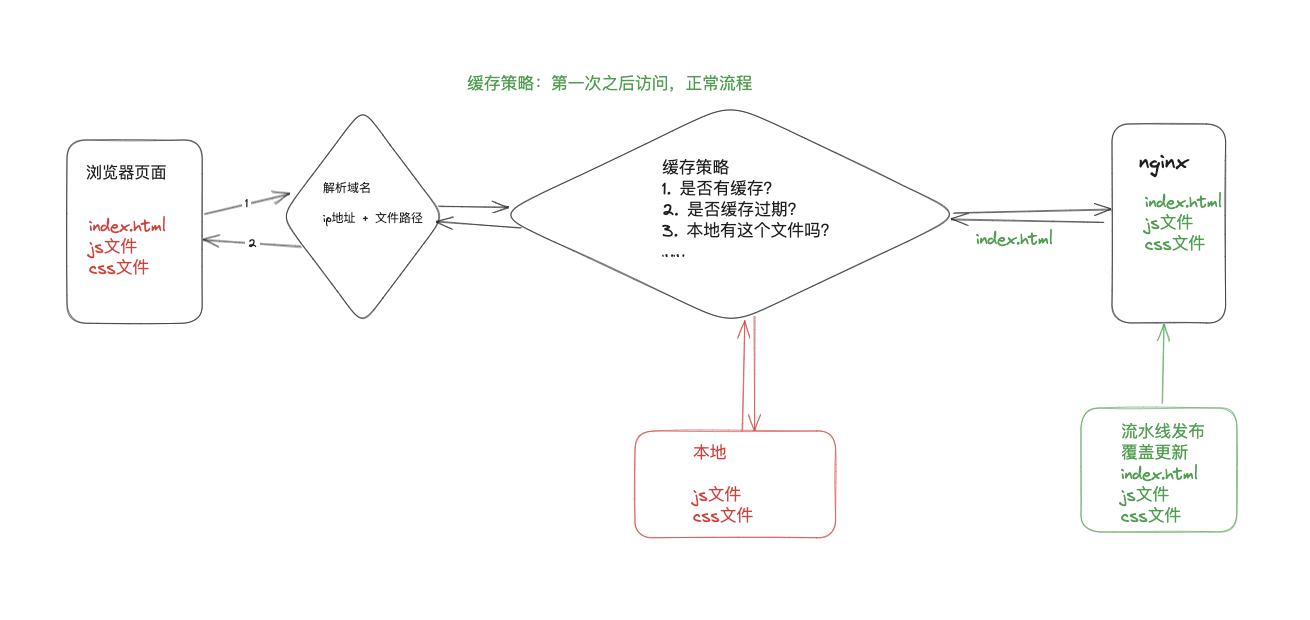 缓存策略：第一次之后访问，正常流程
浏览器页面
index.html
js文件
css文件
1
2
解析域名
ip地址 + 文件路径
缓存策略
1. 是否有缓存？
2. 是否缓存过期？
3. 本地有这个文件吗？
......
index.html
nginx
index.html
js文件
css文件
本地
js文件
css文件
流水线发布
覆盖更新
index.html
js文件
css文件